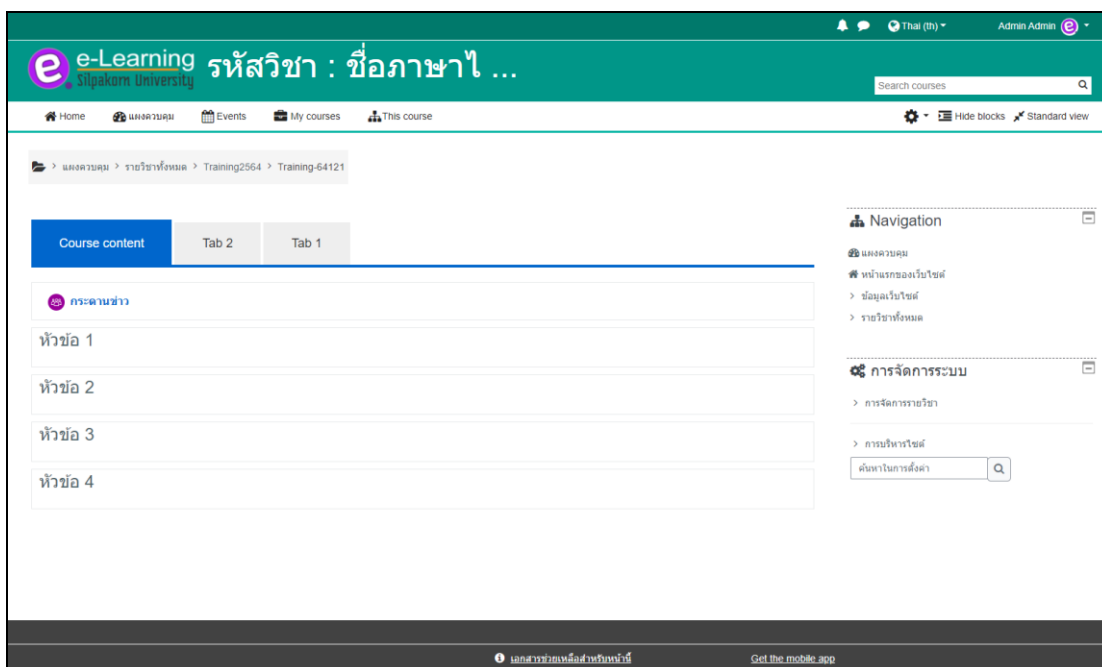 Thai (th)
Admin Admin
e-Learning
Silpakorn University
รหัสวิชา : ชื่อภาษาไ ...
Search courses
Home แผงควบคุม Events My courses This course
Hide blocks Standard view
> แผงควบคุม > รายวิชาทั้งหมด > Training2564 > Training-64121
Course content Tab 2 Tab 1
กระดานข่าว
หัวข้อ 1
หัวข้อ 2
หัวข้อ 3
หัวข้อ 4
Navigation
แผงควบคุม
หน้าแรกของเว็บไซต์
> ข้อมูลเว็บไซต์
> รายวิชาทั้งหมด
การจัดการระบบ
> การจัดการรายวิชา
> การบริหารไซต์
ค้นหาในการตั้งค่า
เอกสารช่วยเหลือสำหรับหน้านี้
Get the mobile app